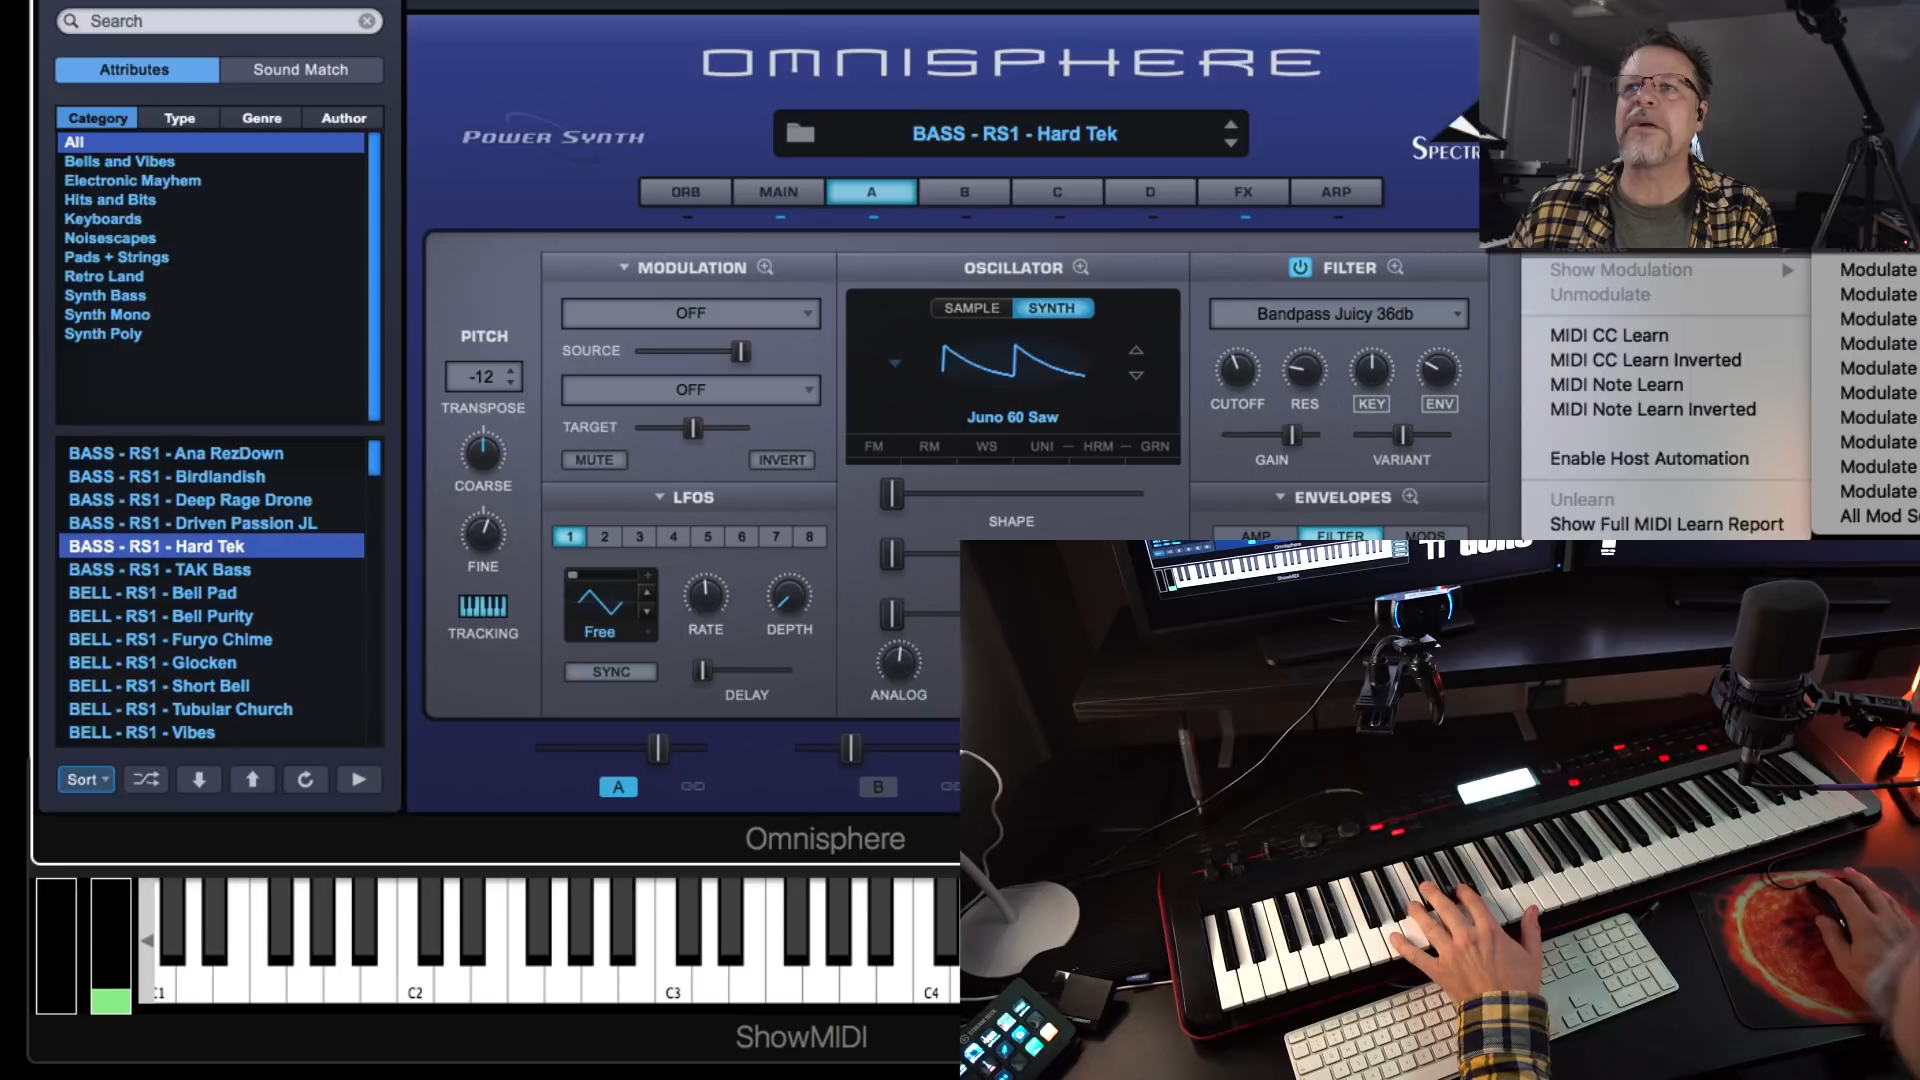 Search
Attributes
Sound Match
Category
Type
Genre
Author
All
Bells and Vibes
Electronic Mayhem
Hits and Bits
Keyboards
Noisescapes
Pads + Strings
Retro Land
Synth Bass
Synth Mono
Synth Poly
BASS - RS1 - Ana RezDown
BASS - RS1 - Birdlandish
BASS - RS1 - Deep Rage Drone
BASS - RS1 - Driven Passion JL
BASS - RS1 - Hard Tek
BASS - RS1 - TAK Bass
BELL - RS1 - Bell Pad
BELL - RS1 - Bell Purity
BELL - RS1 - Furyo Chime
BELL - RS1 - Glocken
BELL - RS1 - Short Bell
BELL - RS1 - Tubular Church
BELL - RS1 - Vibes
Sort
OMNISPHERE
POWER SYNTH
BASS - RS1 - Hard Tek
SPECTR
ORB
MAIN
A
B
C
D
FX
ARP
PITCH
-12
TRANSPOSE
COARSE
FINE
TRACKING
MODULATION
OFF
SOURCE
OFF
TARGET
MUTE
INVERT
LFOS
1 2 3 4 5 6 7 8
Free
RATE
DEPTH
SYNC
DELAY
OSCILLATOR
SAMPLE
SYNTH
Juno 60 Saw
FM
RM
WS
UNI
HRM
GRN
SHAPE
ANALOG
FILTER
Bandpass Juicy 36db
CUTOFF
RES
KEY
ENV
GAIN
VARIANT
ENVELOPES
AMP
FILTER
MODS
A
B
Show Modulation
Unmodulate
MIDI CC Learn
MIDI CC Learn Inverted
MIDI Note Learn
MIDI Note Learn Inverted
Enable Host Automation
Unlearn
Show Full MIDI Learn Report
Modulate
Modulate
Modulate
Modulate
Modulate
Modulate
Modulate
Modulate
Modulate
Modulate
All Mod S
Omnisphere
C2
C3
C4
ShowMIDI